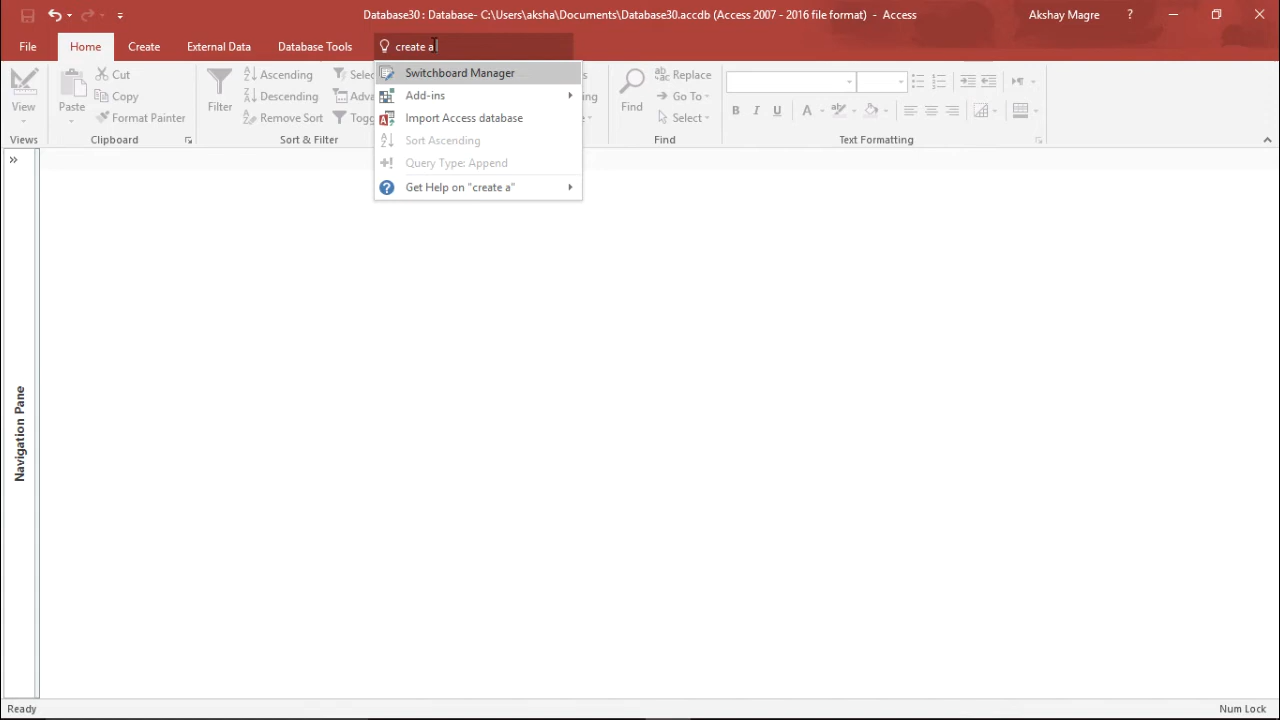 Database30 : Database- C:\Users\aksha\Documents\Database30.accdb (Access 2007 - 2016 file format) - Access
Akshay Magre
?
File
Home
Create
External Data
Database Tools
create a
View
Views
Paste
Cut
Copy
Format Painter
Clipboard
Filter
Ascending
Descending
Remove Sort
Sort & Filter
Switchboard Manager
Add-ins
Import Access database
Sort Ascending
Query Type: Append
Get Help on "create a"
Find
Replace
Go To
Select
Find
B I U A
Text Formatting
Navigation Pane
Ready
Num Lock